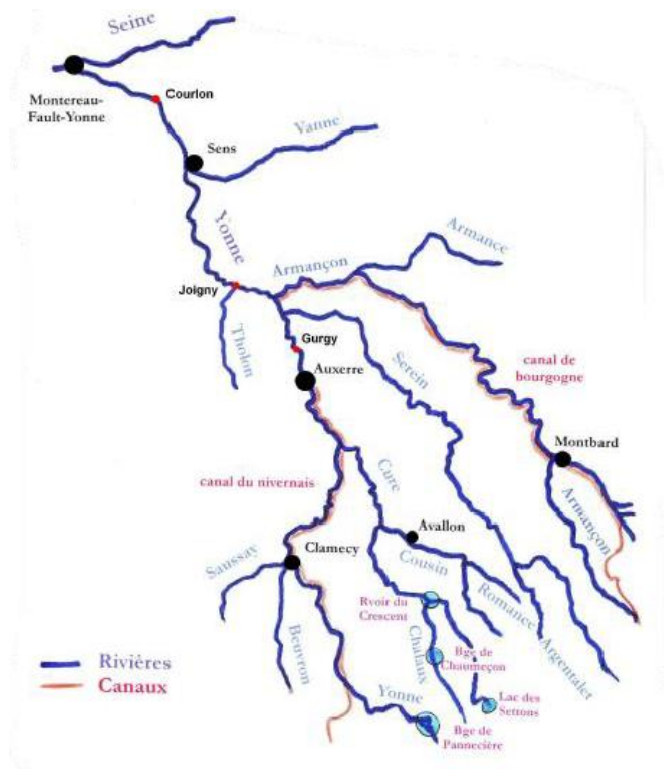 Seine
Montereau-
Fault-Yonne
Courlon
Vanne
Sens
Yonne
Armance
Armançon
Joigny
Tholon
Gurgy
Serein
canal de
bourgogne
Auxerre
Montbard
canal du nivernais
Cure
Armançon
Avallon
Clamecy
Cousin
Saussay
Romance
Rvoir du
Crescent
Argentalet
Beuvron
Chalaux
Bge de
Chaumeçon
Rivières
Canaux
Yonne
Lac des
Settons
Bge de
Pannecière